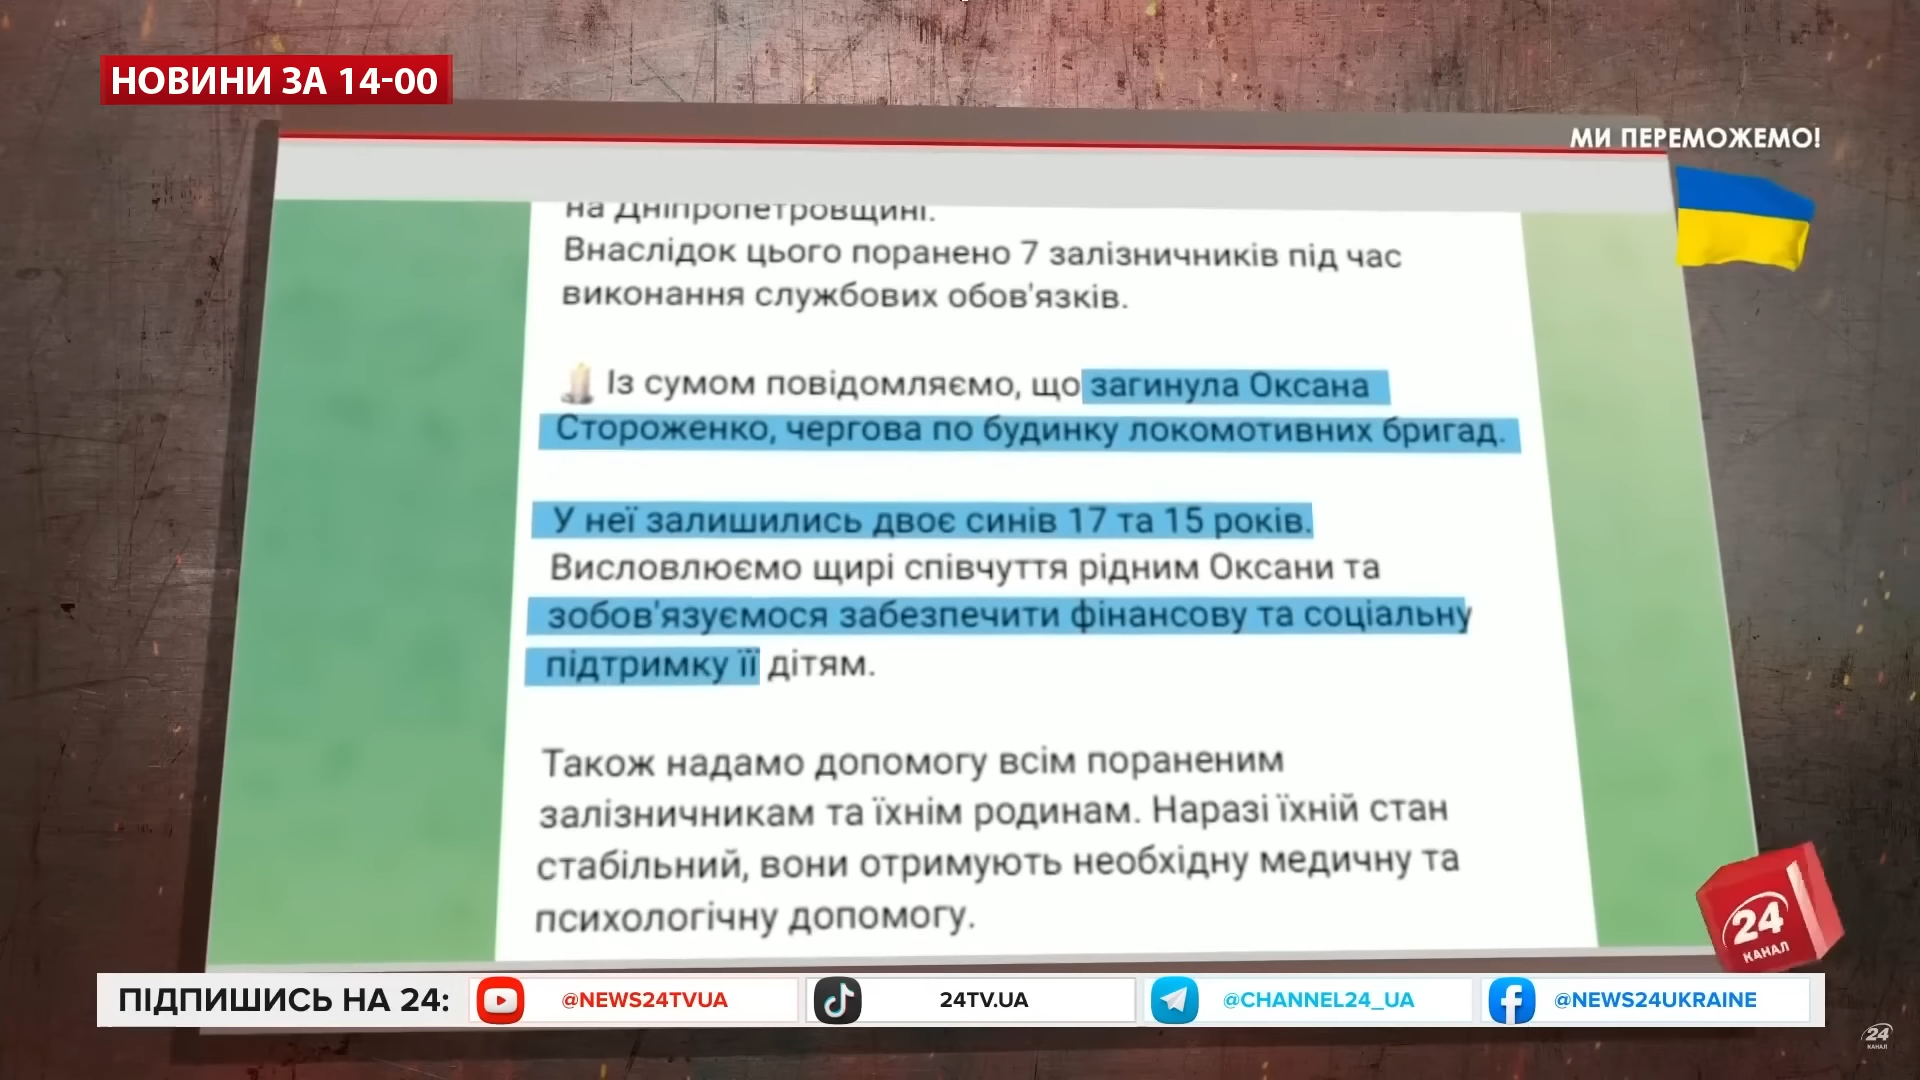 НОВИНИ ЗА 14-00
МИ ПЕРЕМОЖЕМО!
на Дніпропетровщині.
Внаслідок цього поранено 7 залізничників під час
виконання службових обов'язків.
Із сумом повідомляємо, що загинула Оксана
Стороженко, чергова по будинку локомотивних бригад.
У неї залишились двоє синів 17 та 15 років.
Висловлюємо щирі співчуття рідним Оксани та
зобов'язуємося забезпечити фінансову та соціальну
підтримку її дітям.
Також надамо допомогу всім пораненим
залізничникам та їхнім родинам. Наразі їхній стан
стабільний, вони отримують необхідну медичну та
психологічну допомогу.
24
КАНАЛ
ПІДПИШИСЬ НА 24:
@NEWS24TVUA
24TV.UA
@CHANNEL24_UA
@NEWS24UKRAINE
24
КАНАЛ